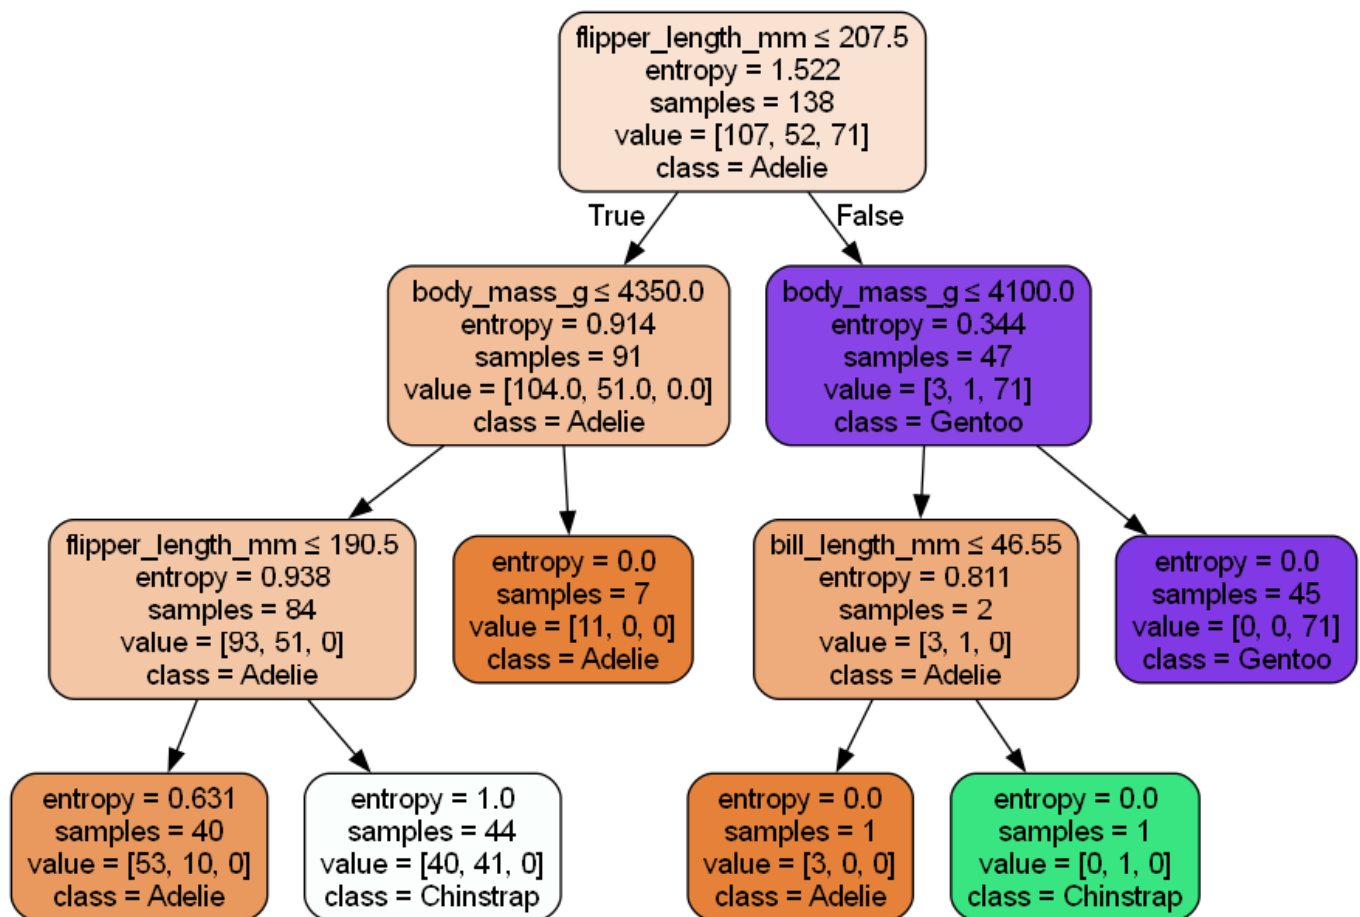 flipper_length_mm ≤ 207.5
entropy = 1.522
samples = 138
value = [107, 52, 71]
class = Adelie
True
False
body_mass_g ≤ 4350.0
entropy = 0.914
samples = 91
value = [104.0, 51.0, 0.0]
class = Adelie
body_mass_g ≤ 4100.0
entropy = 0.344
samples = 47
value = [3, 1, 71]
class = Gentoo
flipper_length_mm ≤ 190.5
entropy = 0.938
samples = 84
value = [93, 51, 0]
class = Adelie
entropy = 0.0
samples = 7
value = [11, 0, 0]
class = Adelie
bill_length_mm ≤ 46.55
entropy = 0.811
samples = 2
value = [3, 1, 0]
class = Adelie
entropy = 0.0
samples = 45
value = [0, 0, 71]
class = Gentoo
entropy = 0.631
samples = 40
value = [53, 10, 0]
class = Adelie
entropy = 1.0
samples = 44
value = [40, 41, 0]
class = Chinstrap
entropy = 0.0
samples = 1
value = [3, 0, 0]
class = Adelie
entropy = 0.0
samples = 1
value = [0, 1, 0]
class = Chinstrap